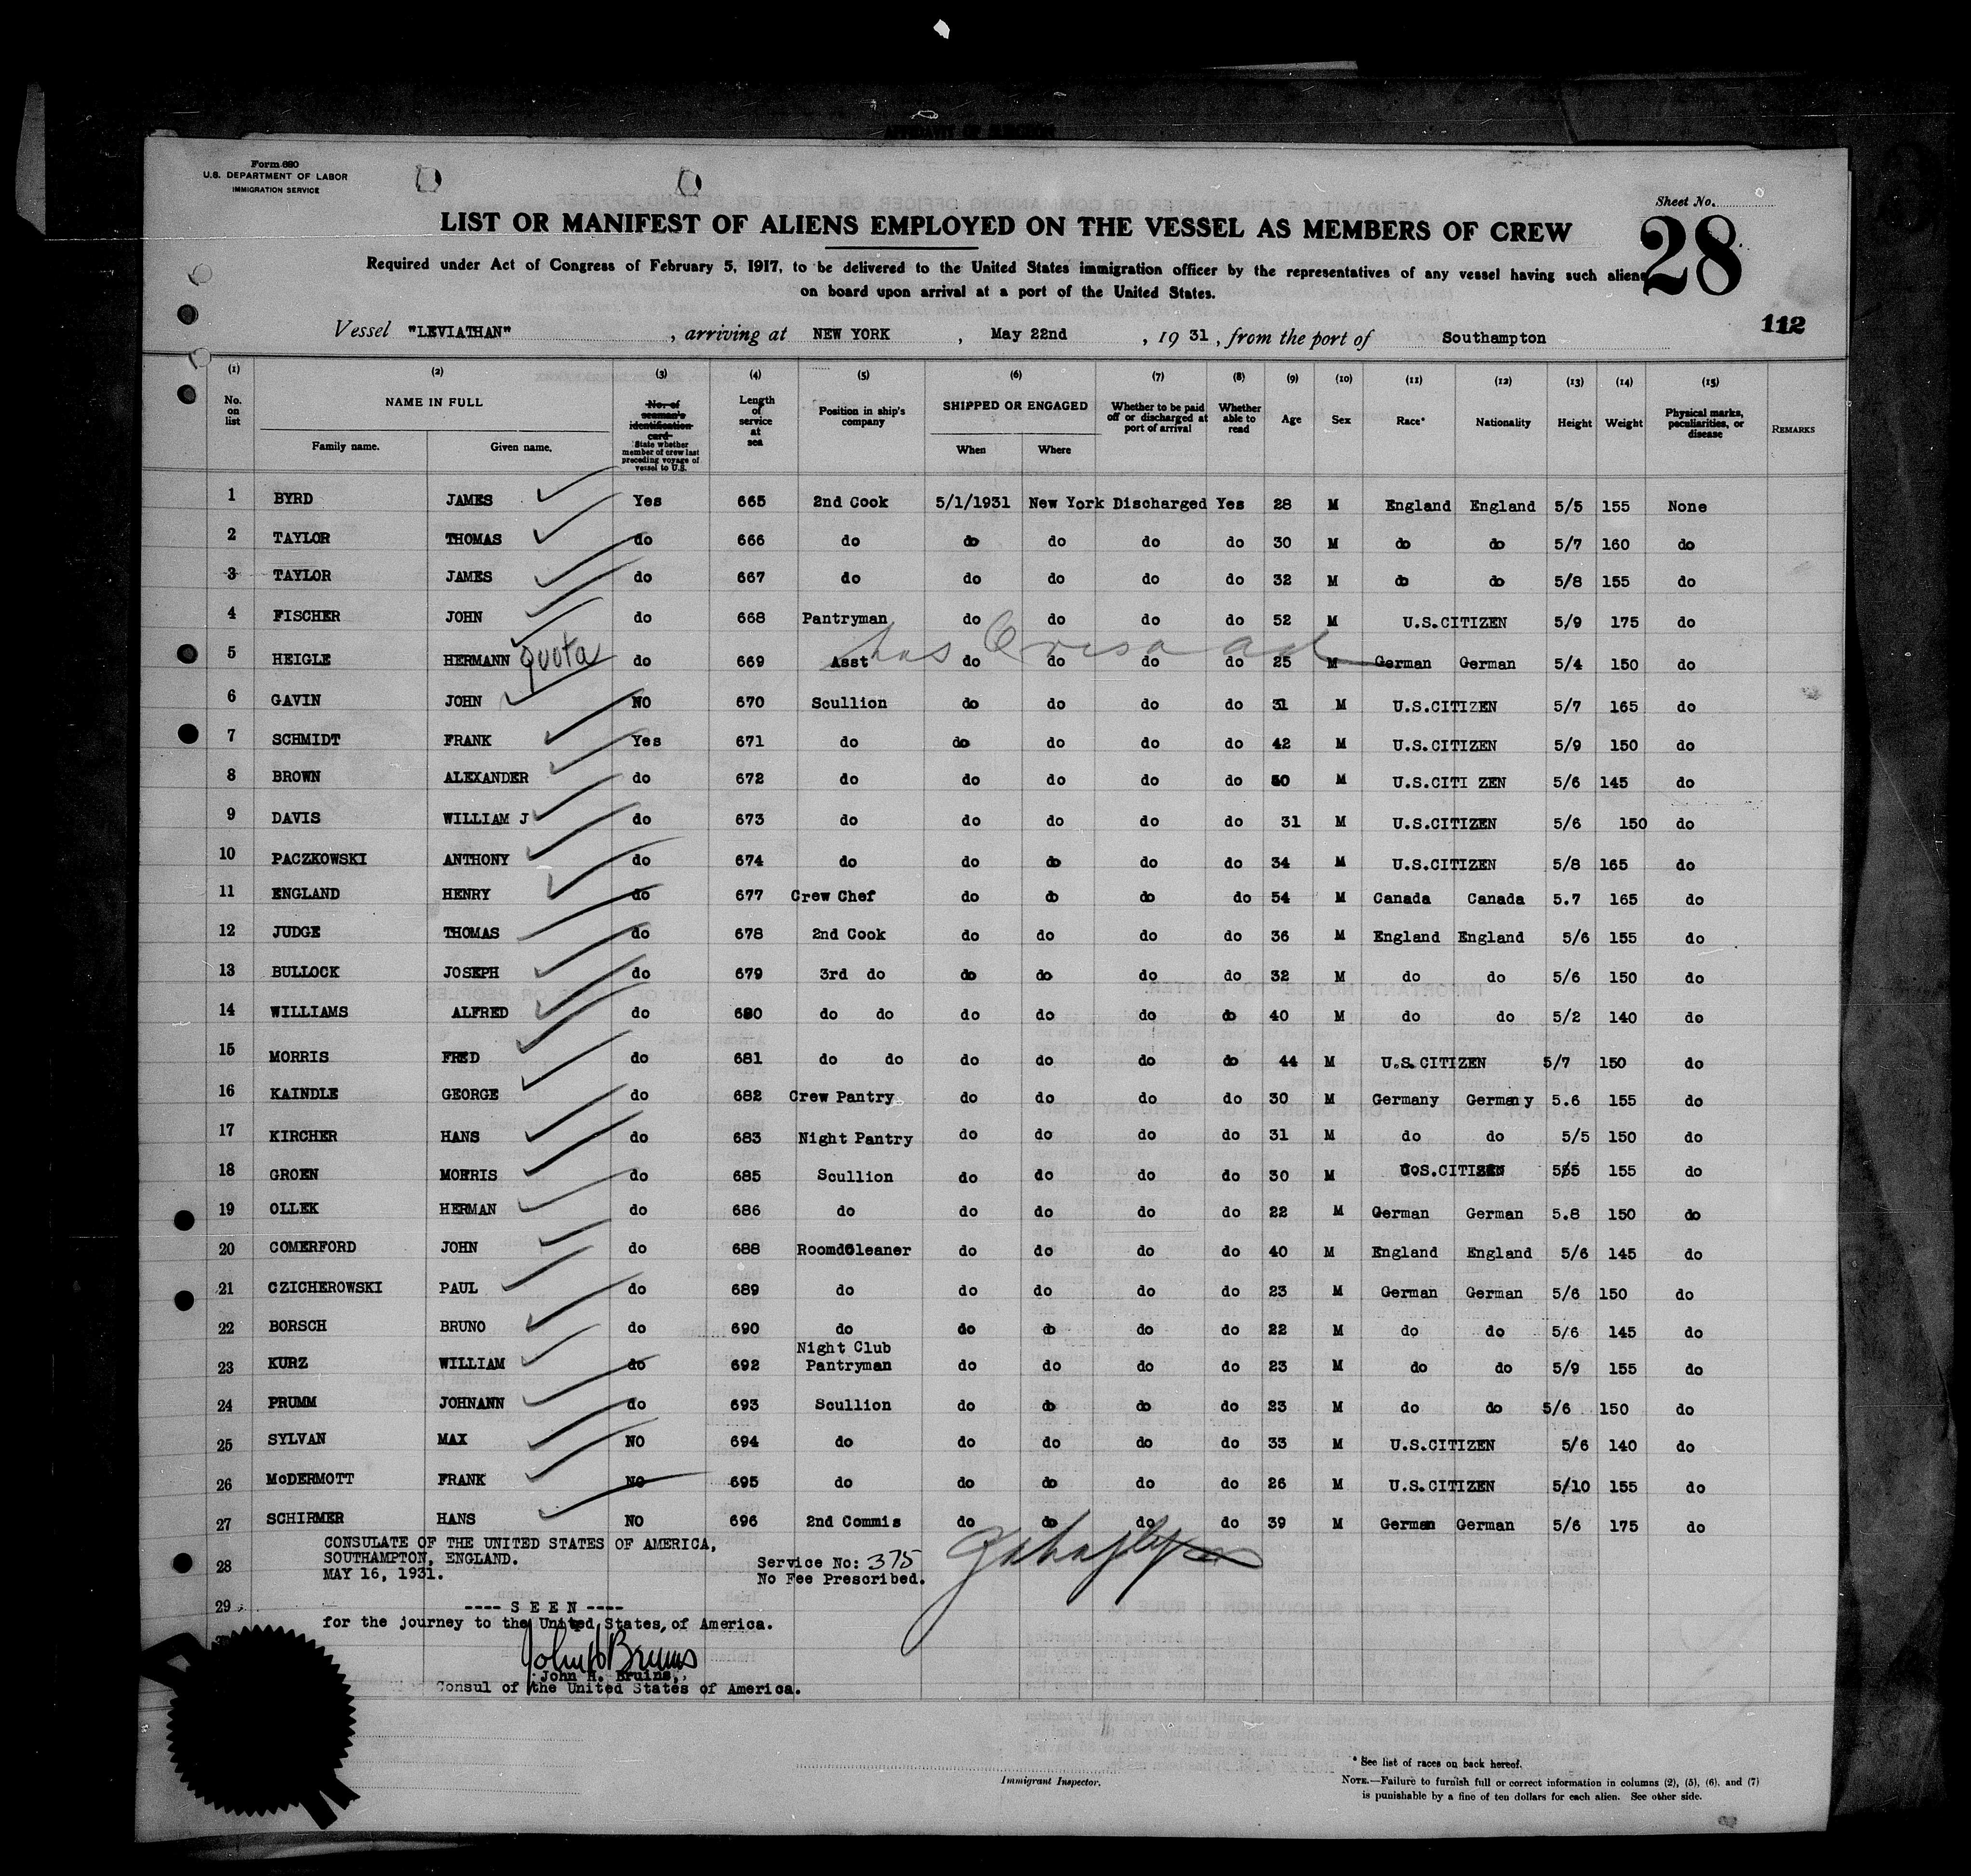 Form 680
U.S. DEPARTMENT OF LABOR
IMMIGRATION SERVICE
Sheet No.
28
LIST OR MANIFEST OF ALIENS EMPLOYED ON THE VESSEL AS MEMBERS OF CREW
Required under Act of Congress of February 5, 1917, to be delivered to the United States immigration officer by the representatives of any vessel having such aliens
on board upon arrival at a port of the United States.
112
Vessel "LEVIATHAN", arriving at NEW YORK, May 22nd, 1931, from the port of Southampton
(1) (2) (3) (4) (5) (6) (7) (8) (9) (10) (11) (12) (13) (14) (15)
No. on list
NAME IN FULL
Family name. Given name.
No. of seaman's identification card
State whether member of crew last preceding voyage of vessel to U.S.
Length of service at sea
Position in ship's company
SHIPPED OR ENGAGED
When Where
Whether to be paid off or discharged at port of arrival
Whether able to read
Age Sex Race* Nationality Height Weight
Physical marks, peculiarities, or disease
REMARKS
1 BYRD JAMES Yes 665 2nd Cook 5/1/1931 New York Discharged Yes 28 M England England 5/5 155 None
2 TAYLOR THOMAS do 666 do do do do do 30 M do do 5/7 160 do
3 TAYLOR JAMES do 667 do do do do do 32 M do do 5/8 155 do
4 FISCHER JOHN do 668 Pantryman do do do do 52 M U.S.CITIZEN 5/9 175 do
5 HEIGLE HERMANN quota do 669 Asst do do do do 25 M German German 5/4 150 do
6 GAVIN JOHN NO 670 Scullion do do do do 31 M U.S.CITIZEN 5/7 165 do
7 SCHMIDT FRANK Yes 671 do do do do do 42 M U.S.CITIZEN 5/9 150 do
8 BROWN ALEXANDER do 672 do do do do do M U.S.CITI ZEN 5/6 145 do
9 DAVIS WILLIAM J do 673 do do do do do 31 M U.S.CITIZEN 5/6 150 do
10 PACZKOWSKI ANTHONY do 674 do do do do do 34 M U.S.CITIZEN 5/8 165 do
11 ENGLAND HENRY do 677 Crew Chef do do do do 54 M Canada Canada 5.7 165 do
12 JUDGE THOMAS do 678 2nd Cook do do do do 36 M England England 5/6 155 do
13 BULLOCK JOSEPH do 679 3rd do do do do do 32 M do do 5/6 150 do
14 WILLIAMS ALFRED do 680 do do do do do do 40 M do do 5/2 140 do
15 MORRIS FRED do 681 do do do do do do 44 M U.S.CITIZEN 5/7 150 do
16 KAINDLE GEORGE do 682 Crew Pantry do do do do 30 M Germany Germany 5.6 155 do
17 KIRCHER HANS do 683 Night Pantry do do do do 31 M do do 5/5 150 do
18 GROEN MORRIS do 685 Scullion do do do do 30 M U.S.CITIZEN 5/5 155 do
19 OLLEK HERMAN do 686 do do do do do 22 M German German 5.8 150 do
20 COMERFORD JOHN do 688 RoomdCleaner do do do do 40 M England England 5/6 145 do
21 CZICHEROWSKI PAUL do 689 do do do do do 23 M German German 5/6 150 do
22 BORSCH BRUNO do 690 do do do do do 22 M do do 5/6 145 do
23 KURZ WILLIAM do 692 Night Club Pantryman do do do do 23 M do do 5/9 155 do
24 PRUMM JOHNANN do 693 Scullion do do do do 23 M do do 5/6 150 do
25 SYLVAN MAX NO 694 do do do do do 33 M U.S.CITIZEN 5/6 140 do
26 McDERMOTT FRANK NO 695 do do do do do 26 M U.S.CITIZEN 5/10 155 do
27 SCHIRMER HANS NO 696 2nd Commis do do do do 39 M German German 5/6 175 do
CONSULATE OF THE UNITED STATES OF AMERICA,
SOUTHAMPTON, ENGLAND.
28 MAY 16, 1931.
Service No: 375
No Fee Prescribed.
29 ---- S E E N ----
for the journey to the United States, of America.
John H Bruins
John H. Bruins,
Consul of the United States of America.
Immigrant Inspector.
* See list of races on back hereof.
NOTE.—Failure to furnish full or correct information in columns (2), (5), (6), and (7)
is punishable by a fine of ten dollars for each alien. See other side.